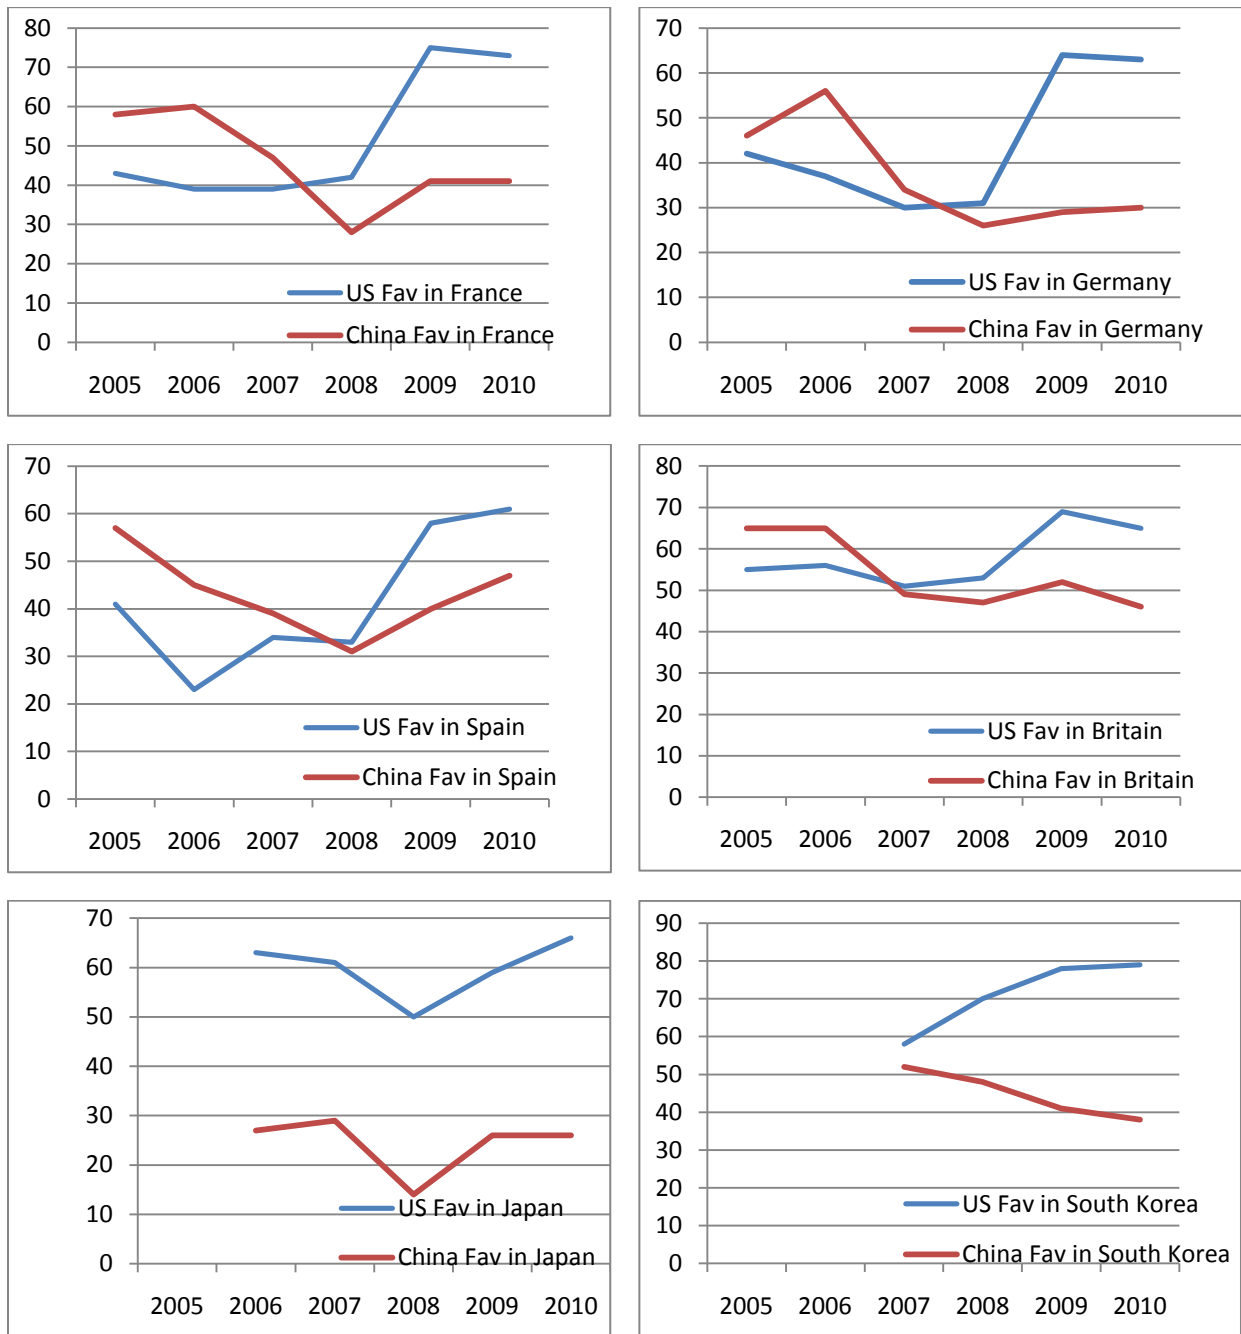 80
70
60
50
40
30
20
10
0
US Fav in France
China Fav in France
2005 2006 2007 2008 2009 2010
70
60
50
40
30
20
10
0
US Fav in Germany
China Fav in Germany
2005 2006 2007 2008 2009 2010
70
60
50
40
30
20
10
0
US Fav in Spain
China Fav in Spain
2005 2006 2007 2008 2009 2010
80
70
60
50
40
30
20
10
0
US Fav in Britain
China Fav in Britain
2005 2006 2007 2008 2009 2010
70
60
50
40
30
20
10
0
US Fav in Japan
China Fav in Japan
2005 2006 2007 2008 2009 2010
90
80
70
60
50
40
30
20
10
0
US Fav in South Korea
China Fav in South Korea
2005 2006 2007 2008 2009 2010